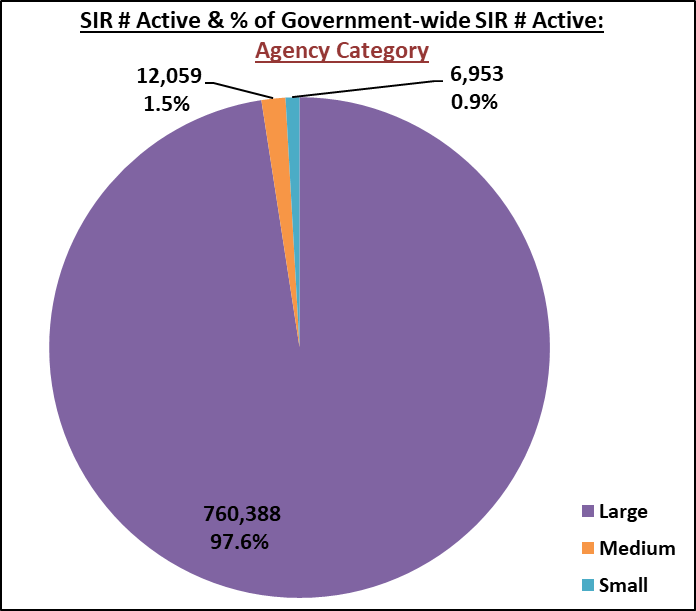 SIR # Active & % of Government-wide SIR # Active:
Agency Category
12,059
1.5%
6,953
0.9%
760,388
97.6%
Large
Medium
Small